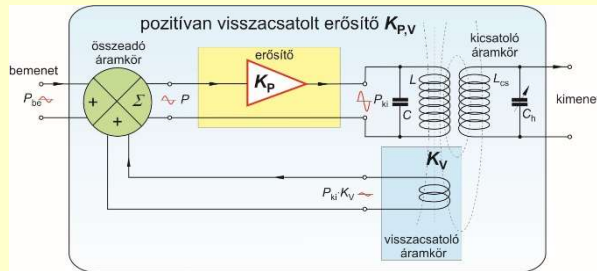 pozitívan visszacsatolt erősítő K_P,V
összeadó
áramkör
erősítő
kicsatoló
áramkör
bemenet
P_be
+
Σ
+
P
K_P
P_ki
C
L
L_cs
C_h
kimenet
K_V
P_ki·K_V
visszacsatoló
áramkör